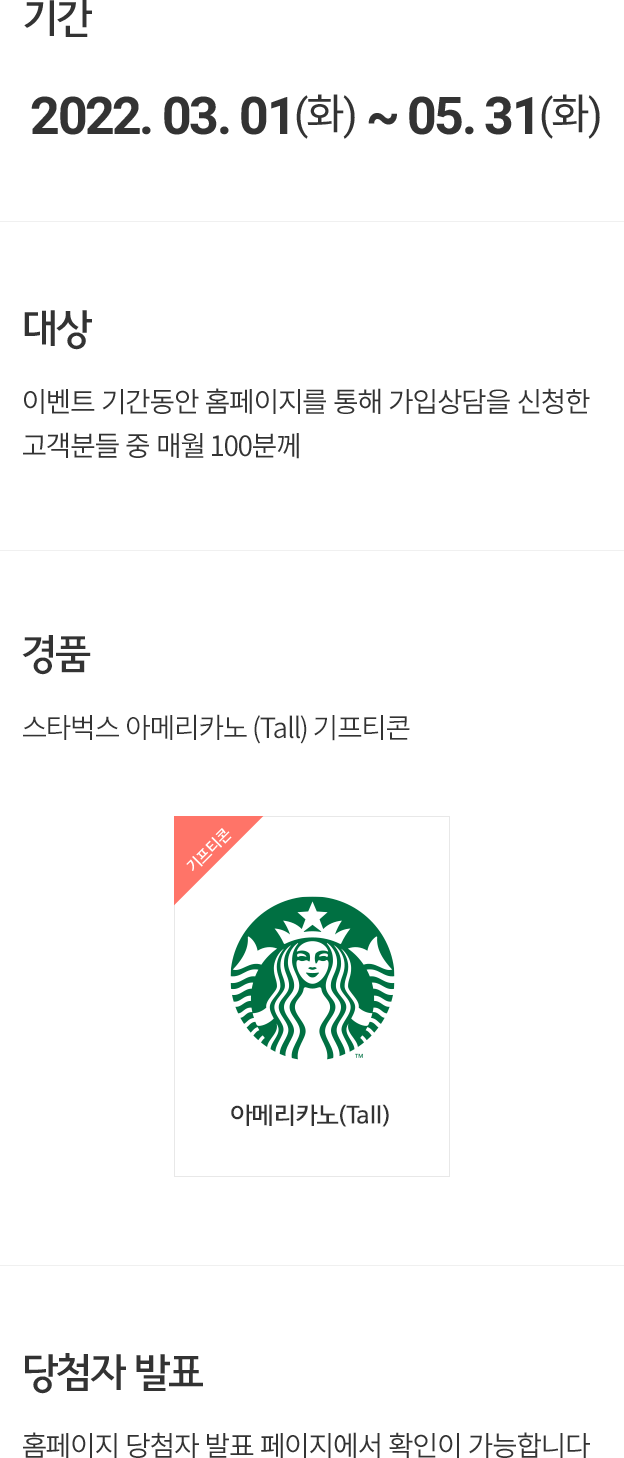 기간
2022. 03. 01(화) ~ 05. 31(화)
대상
이벤트 기간동안 홈페이지를 통해 가입상담을 신청한
고객분들 중 매월 100분께
경품
스타벅스 아메리카노 (Tall) 기프티콘
기프티콘
TM
아메리카노(Tall)
당첨자 발표
홈페이지 당첨자 발표 페이지에서 확인이 가능합니다